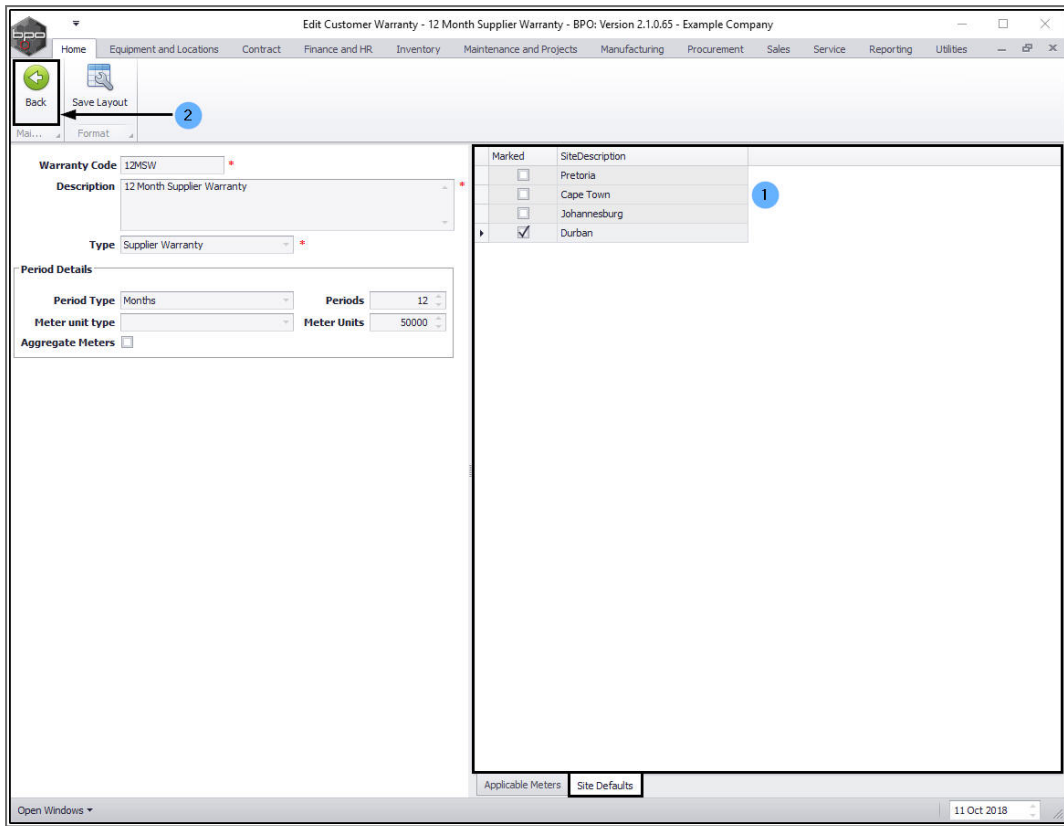 Edit Customer Warranty - 12 Month Supplier Warranty - BPO: Version 2.1.0.65 - Example Company
bpo
Home Equipment and Locations Contract Finance and HR Inventory Maintenance and Projects Manufacturing Procurement Sales Service Reporting Utilities
Back Save Layout
2
Mai... Format
Warranty Code 12MSW *
Description 12 Month Supplier Warranty *
Type Supplier Warranty *
Period Details
Period Type Months Periods 12
Meter unit type Meter Units 50000
Aggregate Meters
Marked SiteDescription
Pretoria
Cape Town
1
Johannesburg
Durban
Applicable Meters Site Defaults
Open Windows 11 Oct 2018